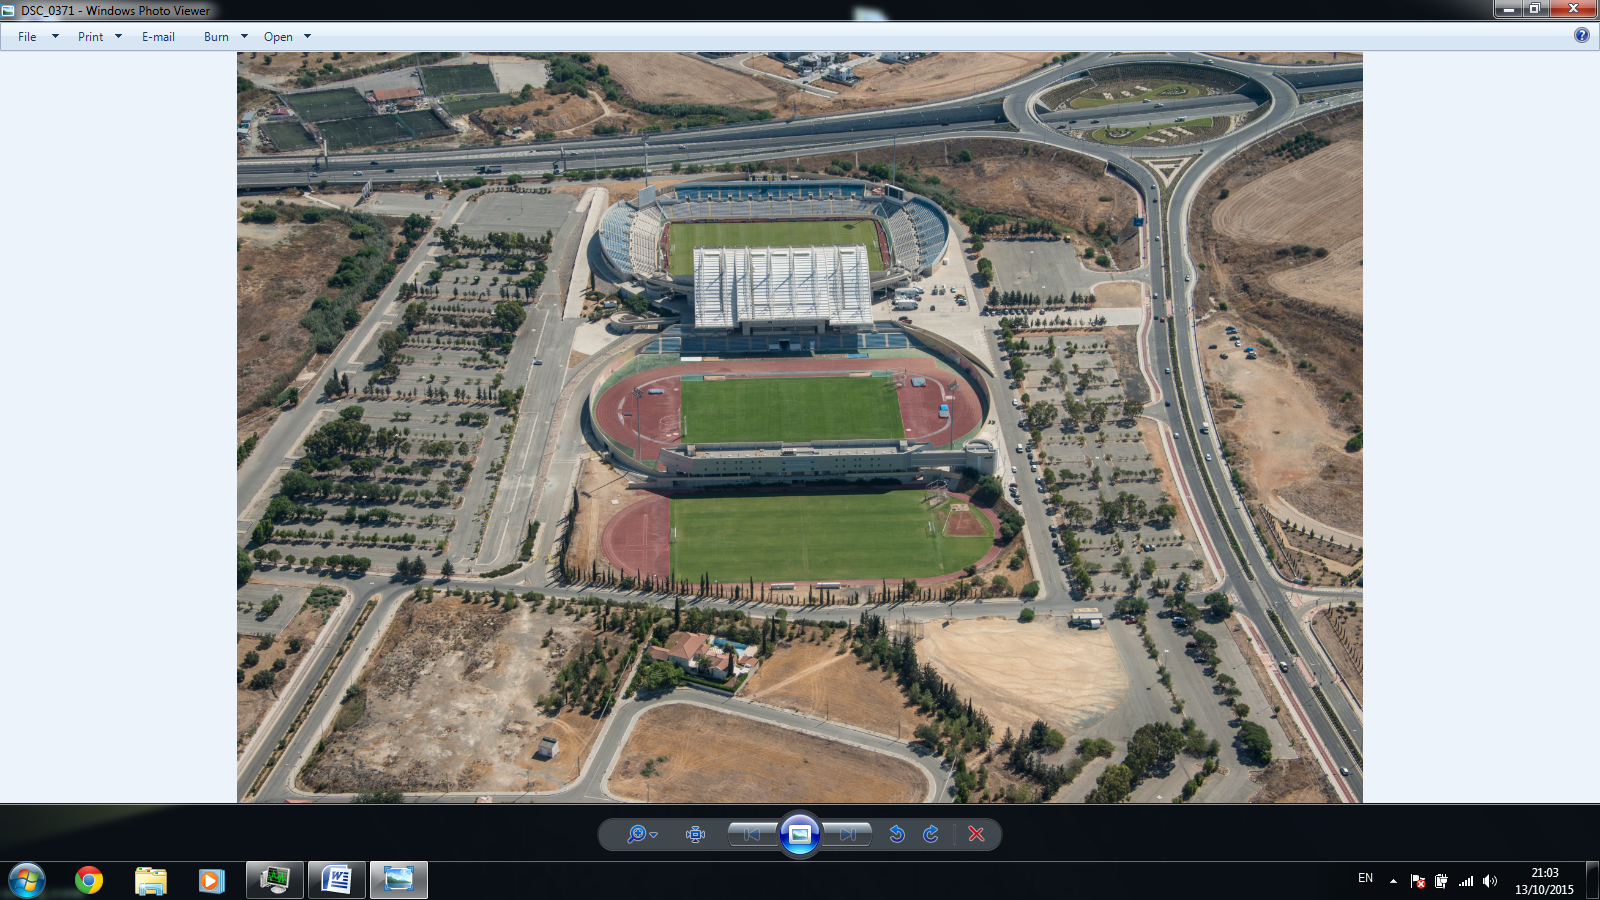 DSC_0371 - Windows Photo Viewer
File Print E-mail Burn Open
EN
21:03
13/10/2015